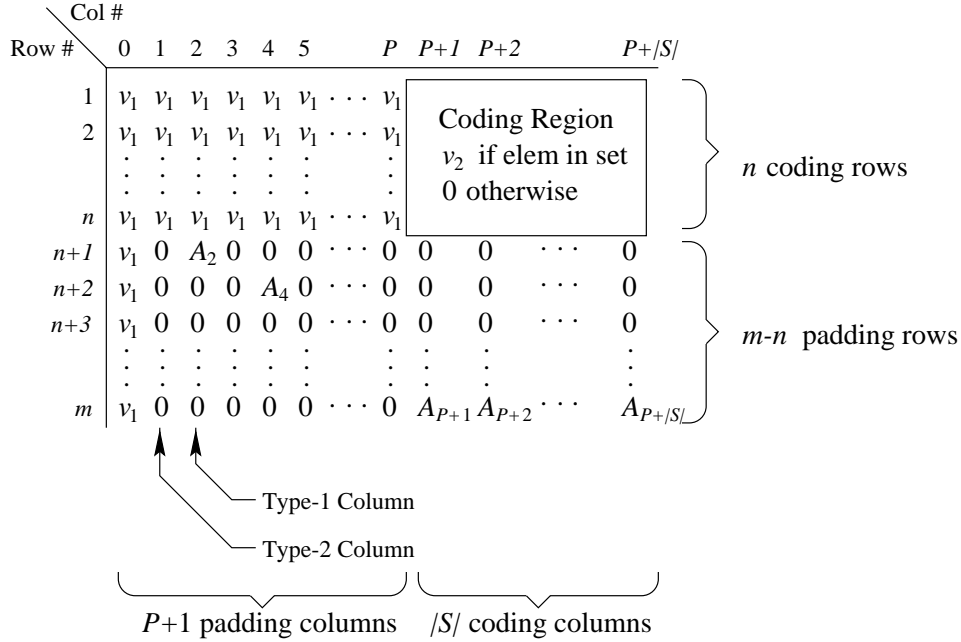 Col #
Row # 0 1 2 3 4 5 P P+1 P+2 P+|S|
1 v₁ v₁ v₁ v₁ v₁ v₁ · · · v₁
2 v₁ v₁ v₁ v₁ v₁ v₁ · · · v₁
Coding Region
v₂ if elem in set
0 otherwise
n coding rows
n v₁ v₁ v₁ v₁ v₁ v₁ · · · v₁
n+1 v₁ 0 A₂ 0 0 0 · · · 0 0 0 · · · 0
n+2 v₁ 0 0 0 A₄ 0 · · · 0 0 0 · · · 0
n+3 v₁ 0 0 0 0 0 · · · 0 0 0 · · · 0
m-n padding rows
m v₁ 0 0 0 0 0 · · · 0 A_{P+1} A_{P+2} · · · A_{P+|S|}
Type-1 Column
Type-2 Column
P+1 padding columns |S| coding columns